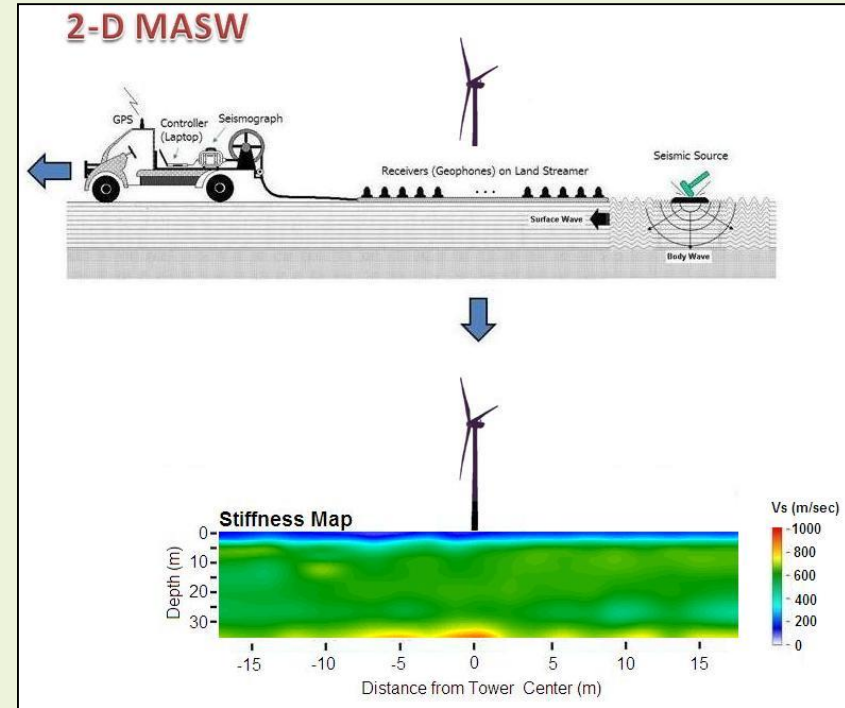 2-D MASW
GPS
Controller
(Laptop)
Seismograph
Receivers (Geophones) on Land Streamer
. . .
Seismic Source
Surface Wave
Body Wave
Stiffness Map
Vs (m/sec)
Depth (m)
0
10
20
30
1000
800
600
400
200
0
-15
-10
-5
0
5
10
15
Distance from Tower Center (m)